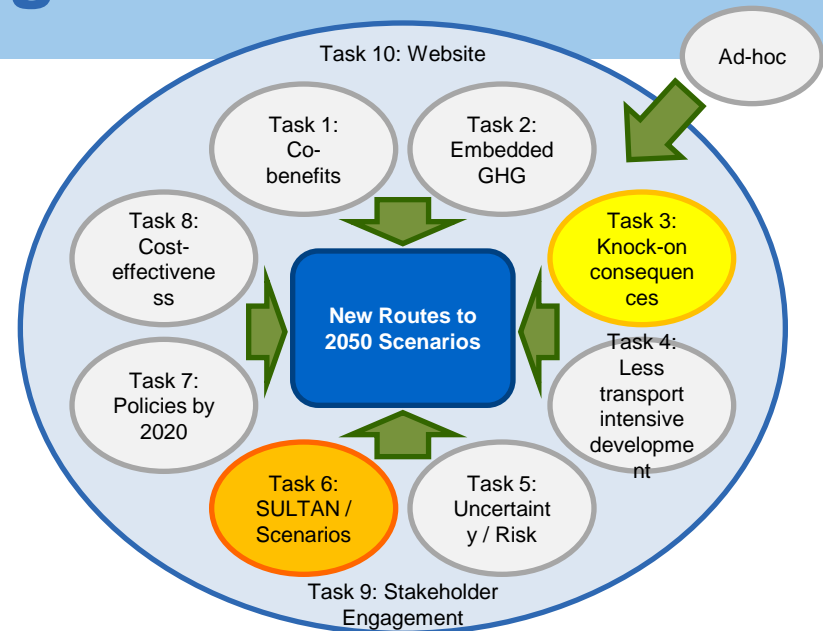 g
Task 10: Website
Ad-hoc
Task 1:
Co-
benefits
Task 2:
Embedded
GHG
Task 8:
Cost-
effectivene
ss
Task 3:
Knock-on
consequen
ces
New Routes to
2050 Scenarios
Task 7:
Policies by
2020
Task 4:
Less
transport
intensive
developme
nt
Task 6:
SULTAN /
Scenarios
Task 5:
Uncertaint
y / Risk
Task 9: Stakeholder
Engagement